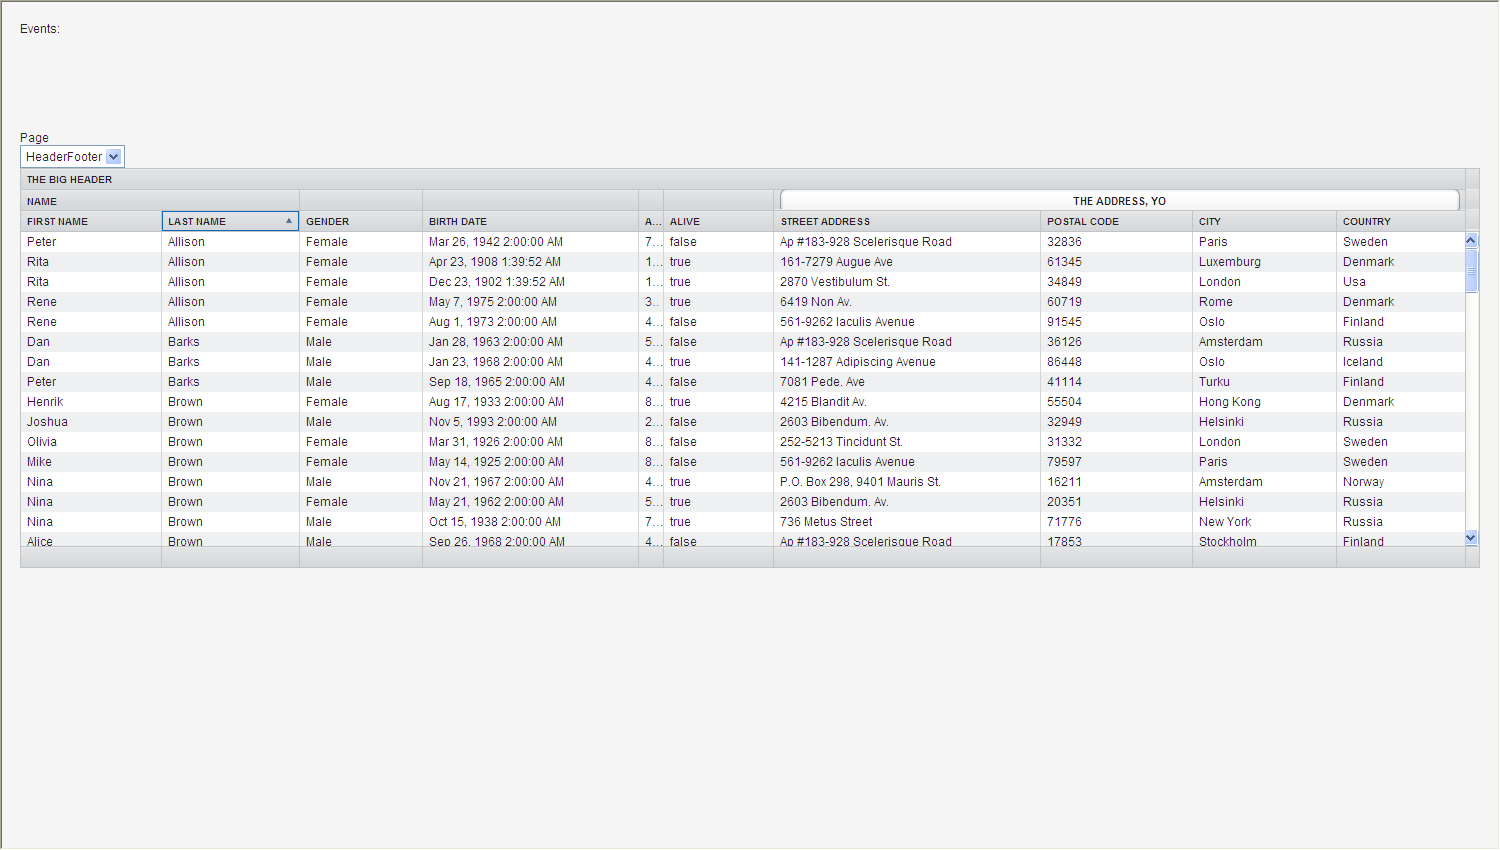 Events:
Page
HeaderFooter
THE BIG HEADER
NAME THE ADDRESS, YO
FIRST NAME LAST NAME GENDER BIRTH DATE A... ALIVE STREET ADDRESS POSTAL CODE CITY COUNTRY
Peter Allison Female Mar 26, 1942 2:00:00 AM 7... false Ap #183-928 Scelerisque Road 32836 Paris Sweden
Rita Allison Female Apr 23, 1908 1:39:52 AM 1... true 161-7279 Augue Ave 61345 Luxemburg Denmark
Rita Allison Female Dec 23, 1902 1:39:52 AM 1... true 2870 Vestibulum St. 34849 London Usa
Rene Allison Female May 7, 1975 2:00:00 AM 3... true 6419 Non Av. 60719 Rome Denmark
Rene Allison Female Aug 1, 1973 2:00:00 AM 4... false 561-9262 Iaculis Avenue 91545 Oslo Finland
Dan Barks Male Jan 28, 1963 2:00:00 AM 5... false Ap #183-928 Scelerisque Road 36126 Amsterdam Russia
Dan Barks Male Jan 23, 1968 2:00:00 AM 4... true 141-1287 Adipiscing Avenue 86448 Oslo Iceland
Peter Barks Male Sep 18, 1965 2:00:00 AM 4... false 7081 Pede. Ave 41114 Turku Finland
Henrik Brown Female Aug 17, 1933 2:00:00 AM 8... true 4215 Blandit Av. 55504 Hong Kong Denmark
Joshua Brown Male Nov 5, 1993 2:00:00 AM 2... false 2603 Bibendum. Av. 32949 Helsinki Russia
Olivia Brown Female Mar 31, 1926 2:00:00 AM 8... false 252-5213 Tincidunt St. 31332 London Sweden
Mike Brown Female May 14, 1925 2:00:00 AM 8... false 561-9262 Iaculis Avenue 79597 Paris Sweden
Nina Brown Male Nov 21, 1967 2:00:00 AM 4... true P.O. Box 298, 9401 Mauris St. 16211 Amsterdam Norway
Nina Brown Female May 21, 1962 2:00:00 AM 5... true 2603 Bibendum. Av. 20351 Helsinki Russia
Nina Brown Male Oct 15, 1938 2:00:00 AM 7... true 736 Metus Street 71776 New York Russia
Alice Brown Male Sep 26, 1968 2:00:00 AM 4... false Ap #183-928 Scelerisque Road 17853 Stockholm Finland